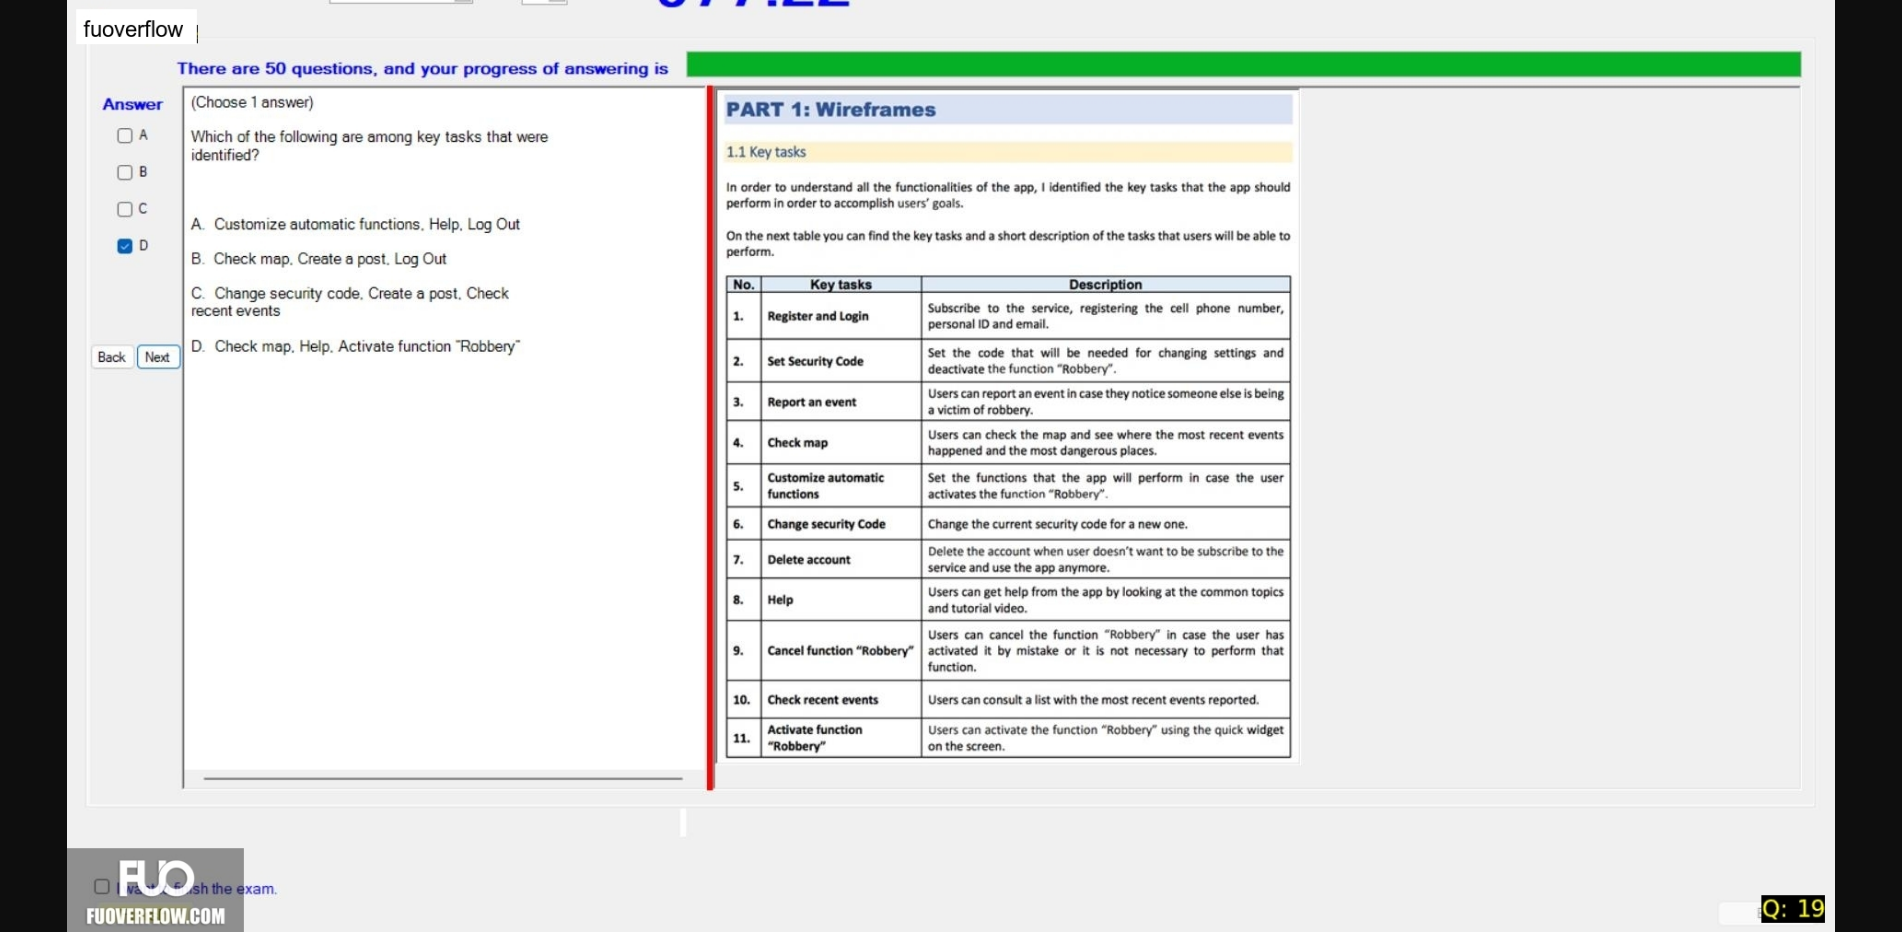 fuoverflow
There are 50 questions, and your progress of answering is
Answer
A
B
C
D
Back
Next
(Choose 1 answer)
Which of the following are among key tasks that were
identified?
A. Customize automatic functions, Help, Log Out
B. Check map, Create a post, Log Out
C. Change security code, Create a post, Check
recent events
D. Check map, Help, Activate function "Robbery"
PART 1: Wireframes
1.1 Key tasks
In order to understand all the functionalities of the app, I identified the key tasks that the app should
perform in order to accomplish users' goals.
On the next table you can find the key tasks and a short description of the tasks that users will be able to
perform.
No. Key tasks Description
1. Register and Login Subscribe to the service, registering the cell phone number,
personal ID and email.
2. Set Security Code Set the code that will be needed for changing settings and
deactivate the function "Robbery".
3. Report an event Users can report an event in case they notice someone else is being
a victim of robbery.
4. Check map Users can check the map and see where the most recent events
happened and the most dangerous places.
5. Customize automatic
functions Set the functions that the app will perform in case the user
activates the function "Robbery".
6. Change security Code Change the current security code for a new one.
7. Delete account Delete the account when user doesn't want to be subscribe to the
service and use the app anymore.
8. Help Users can get help from the app by looking at the common topics
and tutorial video.
9. Cancel function "Robbery" Users can cancel the function "Robbery" in case the user has
activated it by mistake or it is not necessary to perform that
function.
10. Check recent events Users can consult a list with the most recent events reported.
11. Activate function
"Robbery" Users can activate the function "Robbery" using the quick widget
on the screen.
the exam.
FUO
FUOVERFLOW.COM
Q: 19